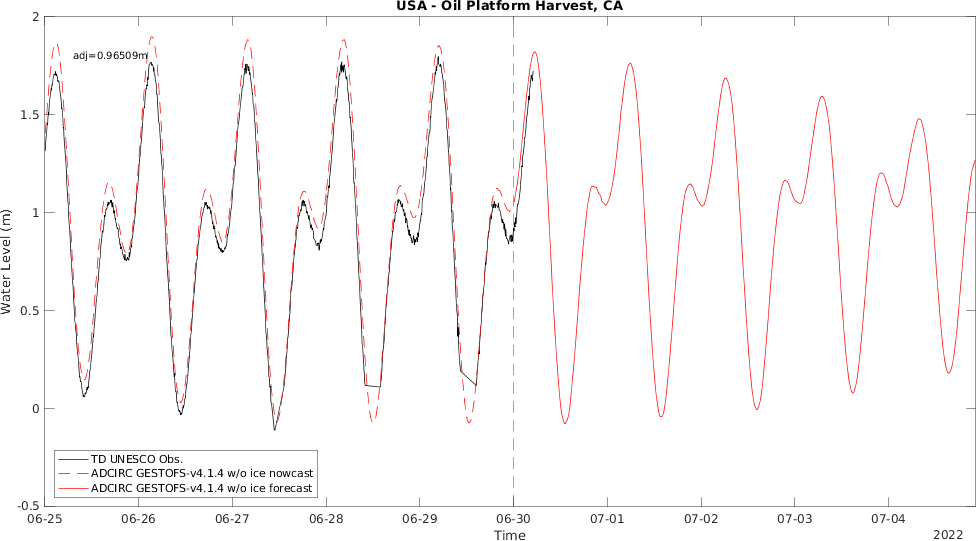 USA - Oil Platform Harvest, CA
adj=0.96509m
Water Level (m)
2
1.5
1
0.5
0
-0.5
TD UNESCO Obs.
ADCIRC GESTOFS-v4.1.4 w/o ice nowcast
ADCIRC GESTOFS-v4.1.4 w/o ice forecast
06-25 06-26 06-27 06-28 06-29 06-30 07-01 07-02 07-03 07-04
Time
2022